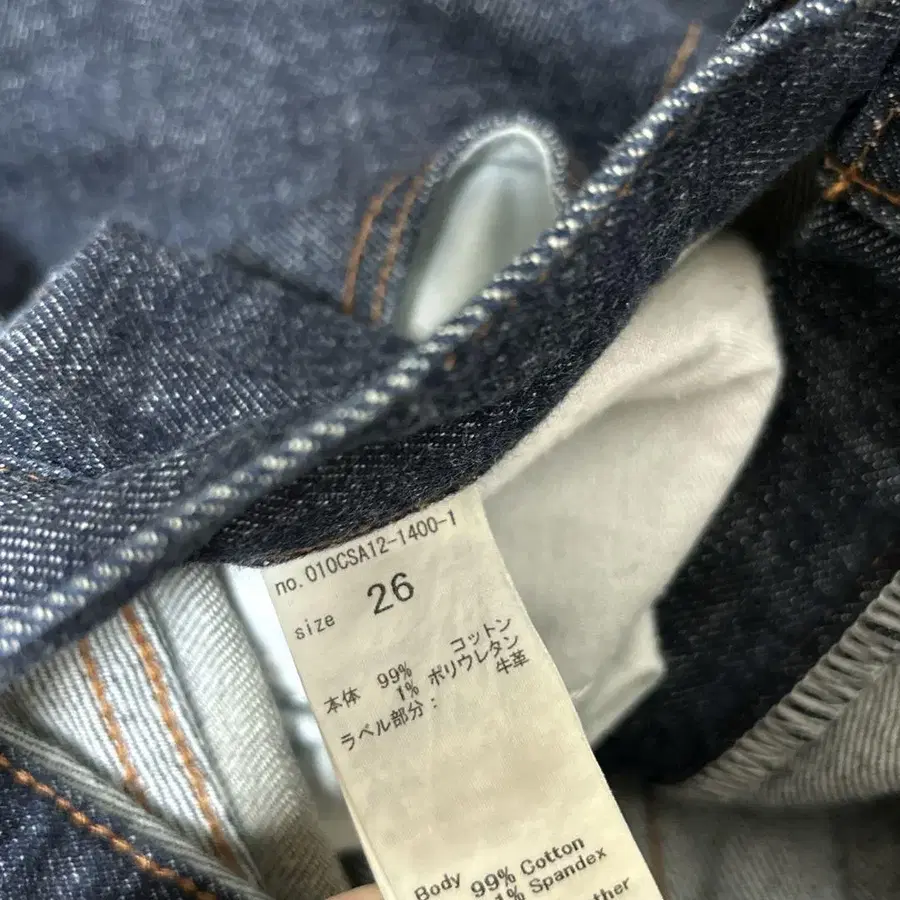 no.010CSA12-1400-1
size 26
本体 99% コットン
1% ポリウレタン
ラベル部分: 牛革
Body 99% Cotton
1% Spandex